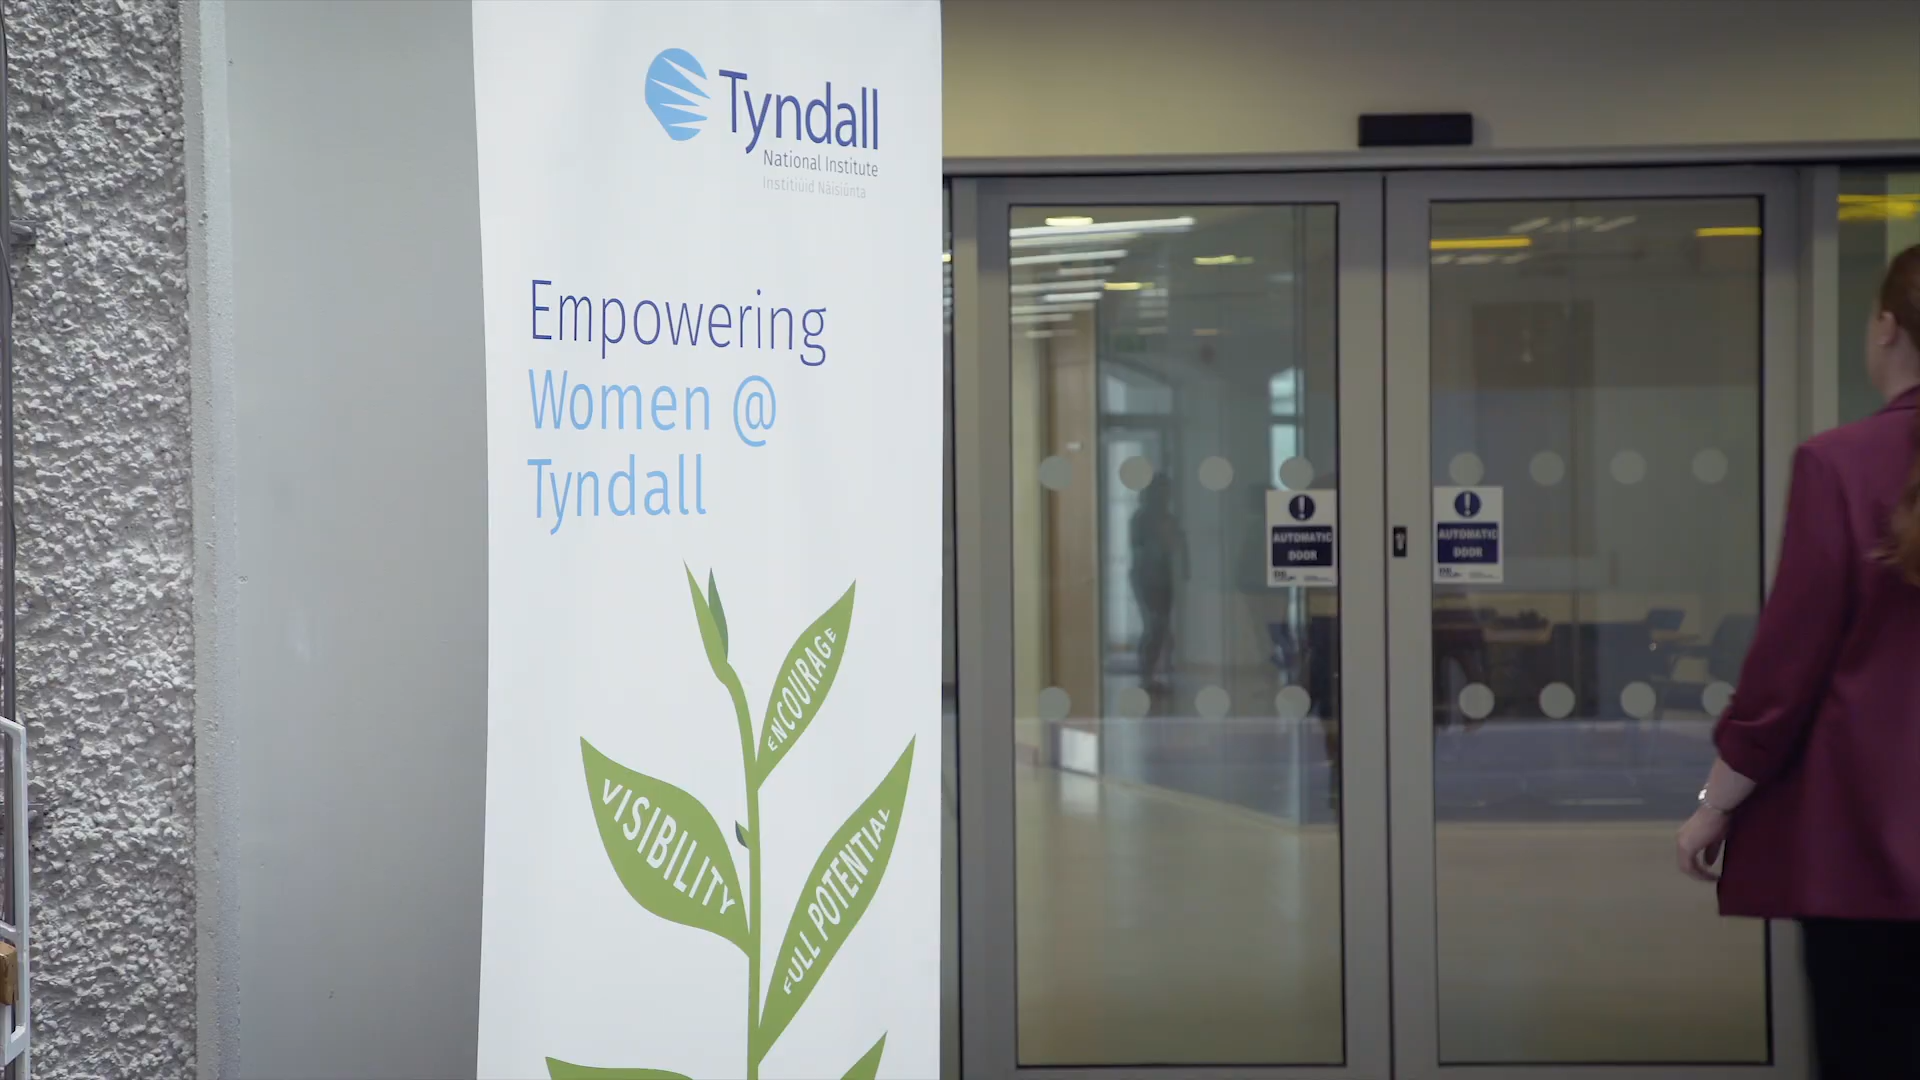 Tyndall
National Institute
Institiúid Náisiúnta
Empowering
Women @
Tyndall
ENCOURAGE
VISIBILITY
FULL POTENTIAL
AUTOMATIC
DOOR
AUTOMATIC
DOOR